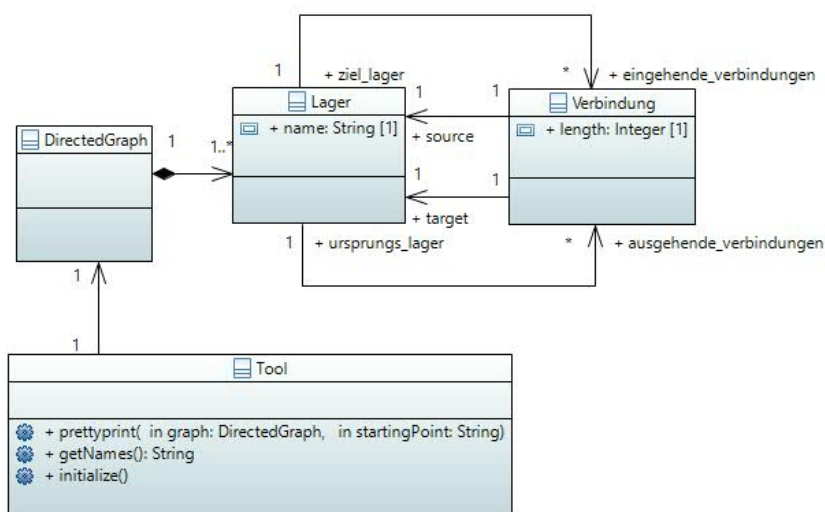 1
+ ziel_lager
*
+ eingehende_verbindungen
Lager
1
1
Verbindung
+ name: String [1]
+ source
+ length: Integer [1]
DirectedGraph
1
1..*
1
1
+ target
1
+ ursprungs_lager
*
+ ausgehende_verbindungen
1
1
Tool
+ prettyprint( in graph: DirectedGraph, in startingPoint: String)
+ getNames(): String
+ initialize()